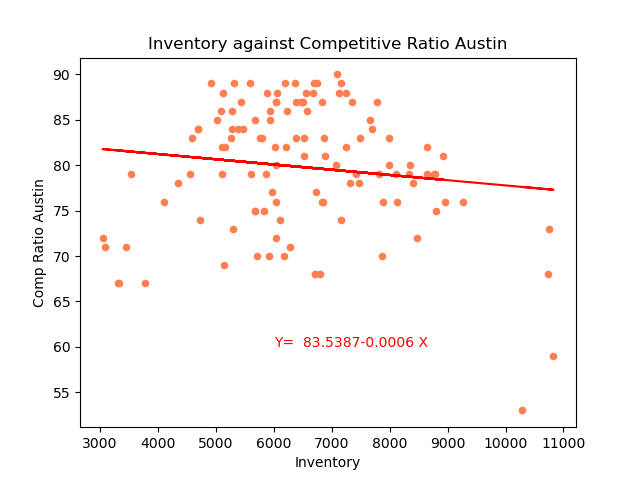 Inventory against Competitive Ratio Austin
90
85
80
75
70
65
60
55
Comp Ratio Austin
Y=  83.5387-0.0006 X
3000 4000 5000 6000 7000 8000 9000 10000 11000
Inventory